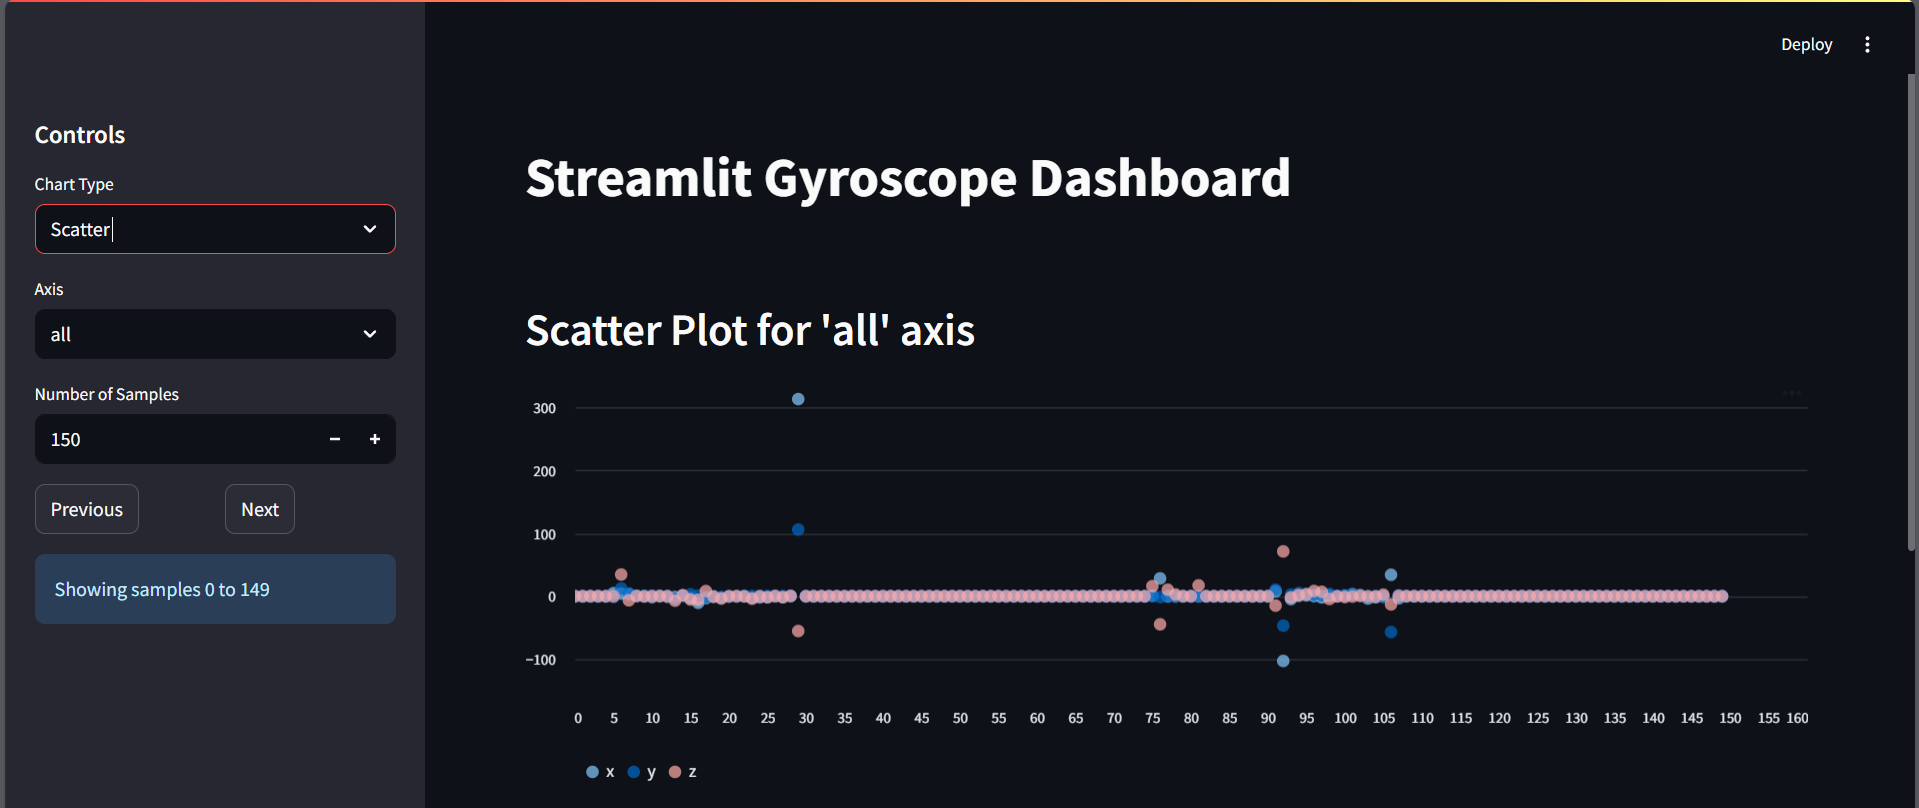 Deploy
Controls
Chart Type
Scatter
Axis
all
Number of Samples
150
Previous
Next
Showing samples 0 to 149
Streamlit Gyroscope Dashboard
Scatter Plot for 'all' axis
300
200
100
0
−100
0 5 10 15 20 25 30 35 40 45 50 55 60 65 70 75 80 85 90 95 100 105 110 115 120 125 130 135 140 145 150 155 160
x y z